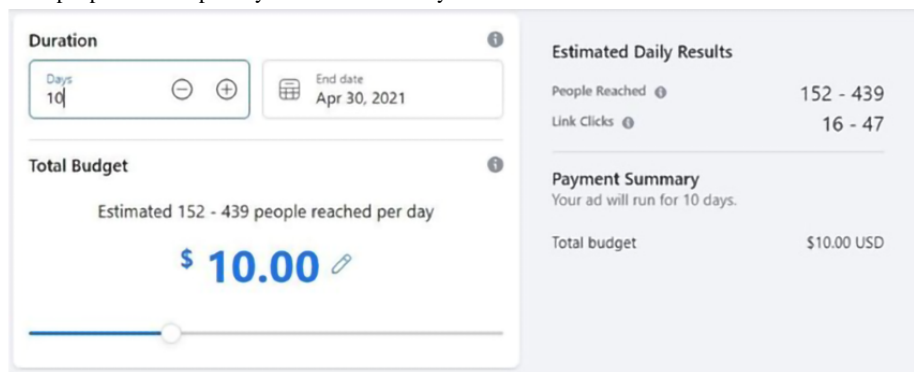 Duration
Days
10
End date
Apr 30, 2021
Total Budget
Estimated 152 - 439 people reached per day
$ 10.00
Estimated Daily Results
People Reached 152 - 439
Link Clicks 16 - 47
Payment Summary
Your ad will run for 10 days.
Total budget $10.00 USD